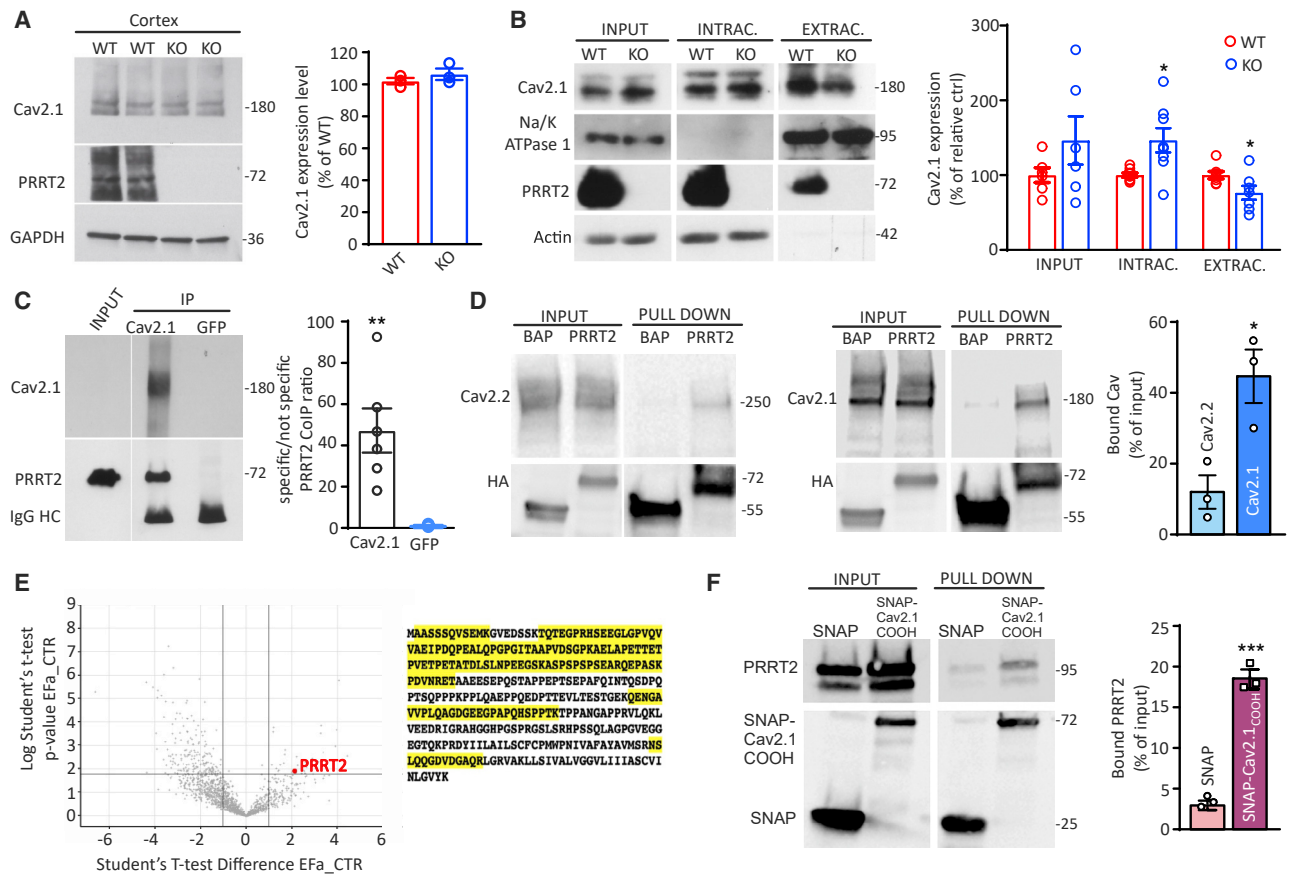 A
Cortex
WT WT KO KO
Cav2.1
-180
PRRT2
-72
GAPDH
-36
Cav2.1 expression level
(% of WT)
120
100
80
60
40
20
0
WT
KO
B
INPUT INTRAC. EXTRAC.
WT KO WT KO WT KO
Cav2.1
-180
Na/K
ATPase 1
-95
PRRT2
-72
Actin
-42
Cav2.1 expression
(% of relative ctrl)
300
200
100
0
WT
KO
*
*
INPUT INTRAC. EXTRAC.
C
INPUT
IP
Cav2.1 GFP
Cav2.1
-180
PRRT2
-72
IgG HC
specific/not specific
PRRT2 CoIP ratio
100
80
60
40
20
0
**
Cav2.1
GFP
D
INPUT PULL DOWN
BAP PRRT2 BAP PRRT2
Cav2.2
-250
HA
-72
-55
INPUT PULL DOWN
BAP PRRT2 BAP PRRT2
Cav2.1
-180
HA
-72
-55
Bound Cav
(% of input)
60
40
20
0
*
Cav2.2
Cav2.1
E
Log Student's t-test
p-value EFa_CTR
9
8
7
6
5
4
3
2
1
0
PRRT2
-6 -4 -2 0 2 4 6
Student's T-test Difference EFa_CTR
MAASSSQVSEMKGVEDSSKTQTEGPRHSEEGLGPVQV
VAEIPDQPEALQPGPGITAAPVDSGPKAELAPETTET
PVETPETATDLSLNPEEGSKASPSPSPSEARQEPASK
PDVNRETAAEEESEPQSTAPPEPTSEPAFQINTQSDPQ
PTSQPPPKPPLQAEPPQEDPTTEVLTESTGEKQENGA
VVPLQAGDGEEGPAPQHSPPTKTPPANGAPPRVLQKL
VEEDRIGRAHGGHPGSPRGSLSRHPSSQLAGPGVEGG
EGTQKPRDYIILAILSCFCPMWPNIVAFAYAVMSRNS
LQQGDVDGAQRLGRVAKLLSIVALVGGVLIIIASCVI
NLGVYK
F
INPUT PULL DOWN
SNAP
SNAP-
Cav2.1
COOH
SNAP
SNAP-
Cav2.1
COOH
PRRT2
-95
SNAP-
Cav2.1
COOH
-72
SNAP
-25
Bound PRRT2
(% of input)
25
20
15
10
5
0
***
SNAP
SNAP-Cav2.1COOH